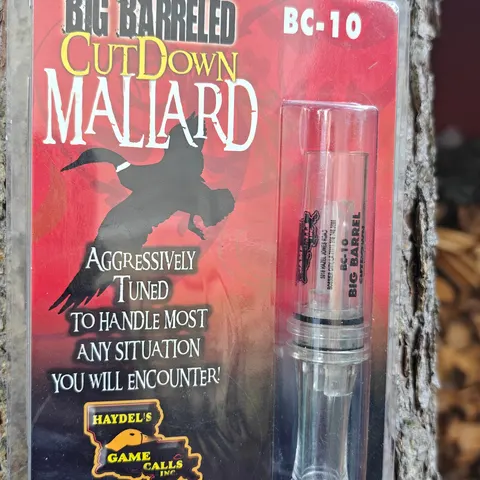 BIG BARRELED
BC-10
CUTDOWN
MALLARD
AGGRESSIVELY
TUNED
TO HANDLE MOST
ANY SITUATION
YOU WILL ENCOUNTER!
BC-10
BIG BARREL
HAYDEL'S
GAME
CALLS
INC.